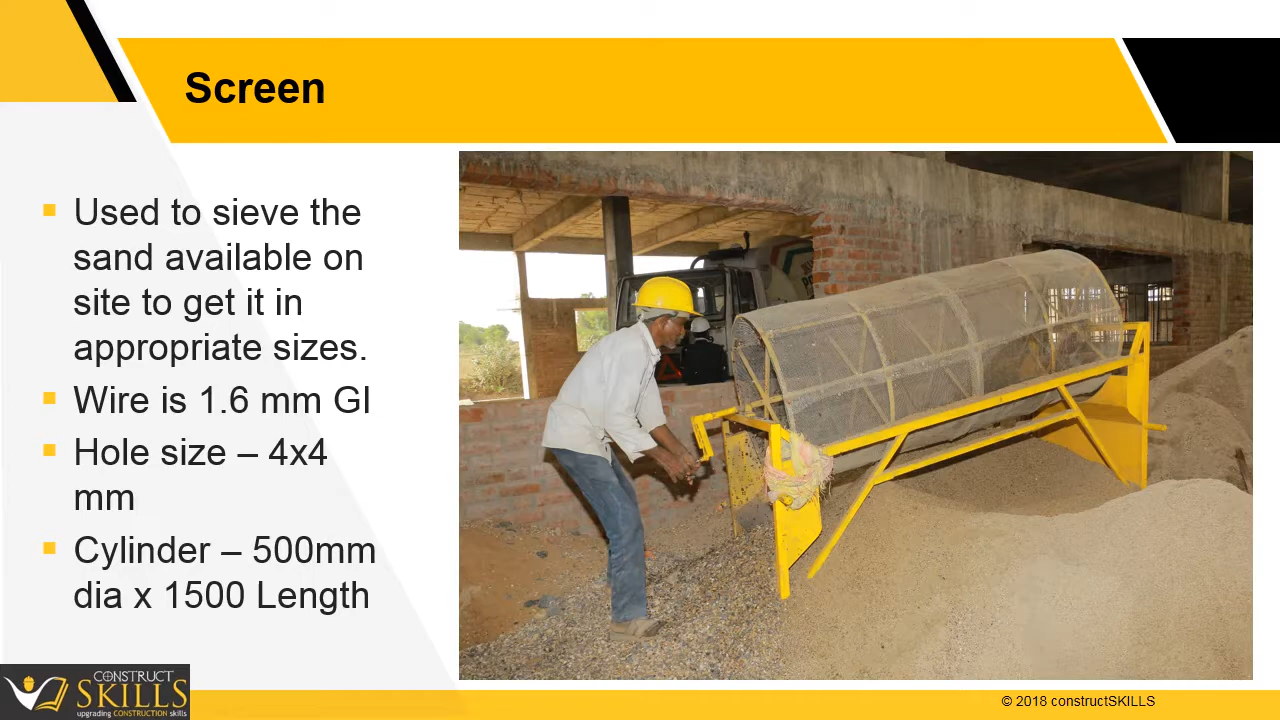 Screen
Used to sieve the
sand available on
site to get it in
appropriate sizes.
Wire is 1.6 mm GI
Hole size – 4x4
mm
Cylinder – 500mm
dia x 1500 Length
CONSTRUCT
SKILLS
upgrading CONSTRUCTION skills
© 2018 constructSKILLS